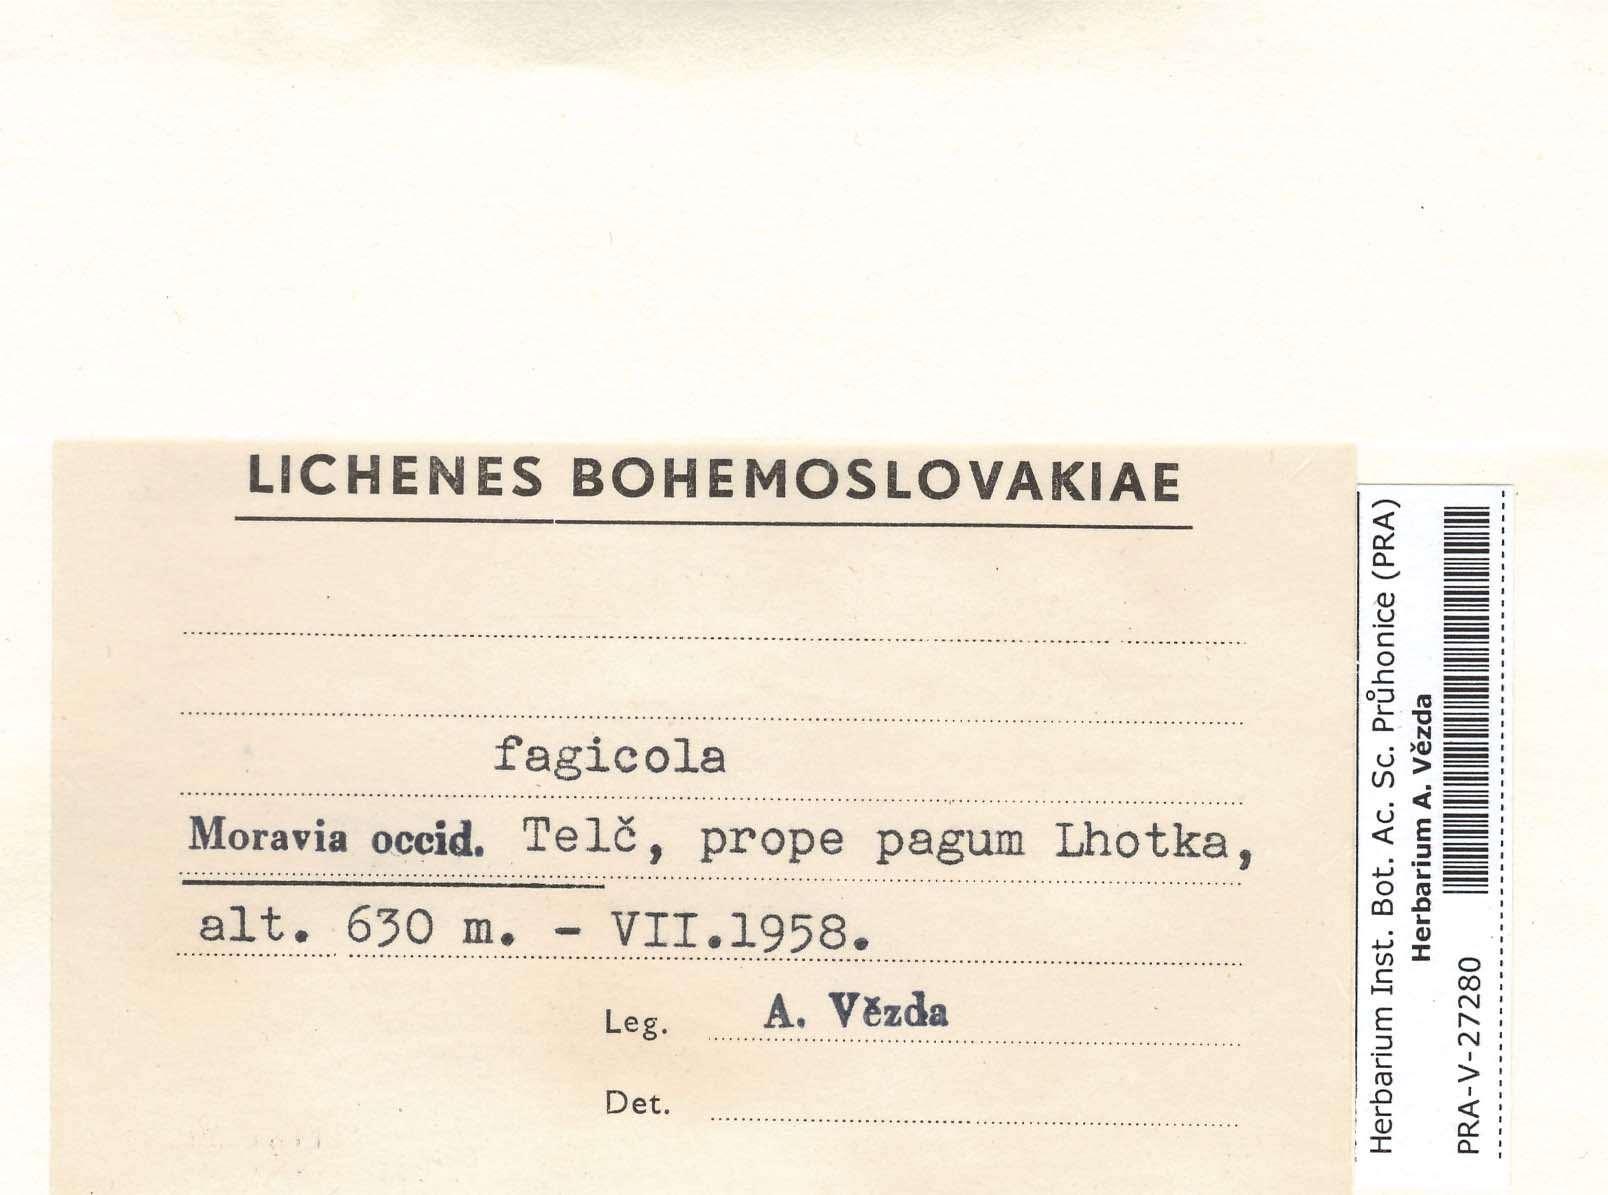 LICHENES BOHEMOSLOVAKIAE
fagicola
Moravia occid. Telč, prope pagum Lhotka,
alt. 630 m. - VII.1958.
Leg. A. Vězda
Det.
Herbarium Inst. Bot. Ac. Sc. Průhonice (PRA)
Herbarium A. Vězda
PRA-V-27280